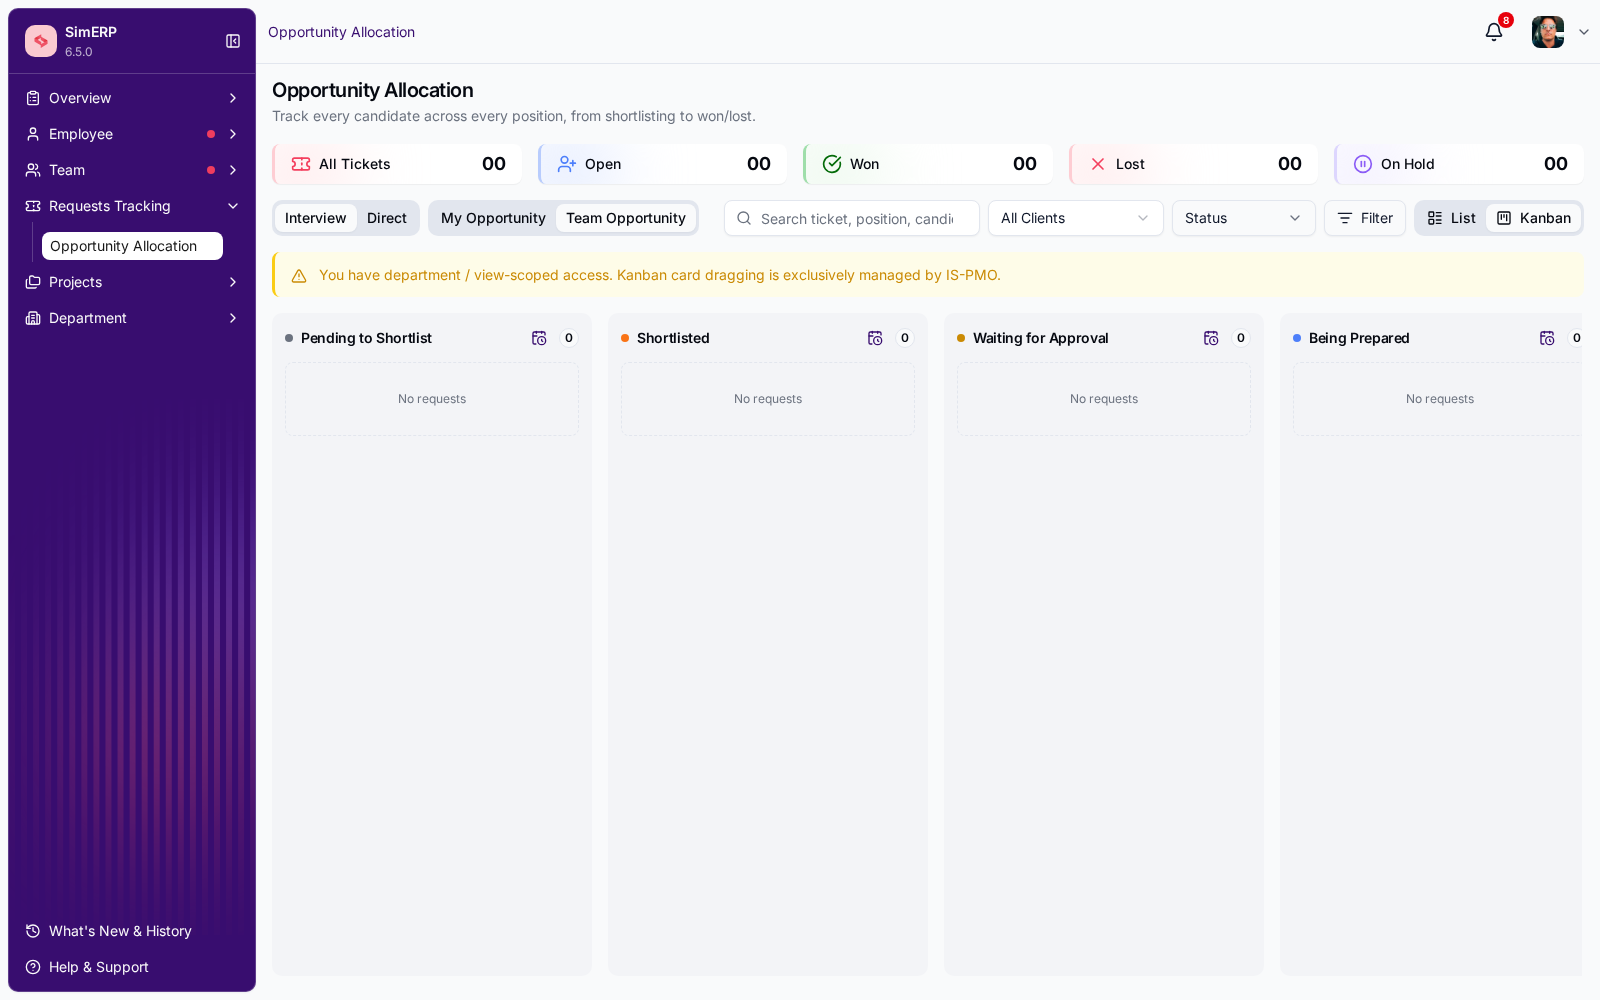 SimERP
6.5.0
Overview
Employee
Team
Requests Tracking
Opportunity Allocation
Projects
Department
What's New & History
Help & Support
Opportunity Allocation
8
Opportunity Allocation
Track every candidate across every position, from shortlisting to won/lost.
All Tickets 00
Open 00
Won 00
Lost 00
On Hold 00
Interview Direct
My Opportunity Team Opportunity
Search ticket, position, candi
All Clients
Status
Filter
List Kanban
You have department / view-scoped access. Kanban card dragging is exclusively managed by IS-PMO.
Pending to Shortlist 0
No requests
Shortlisted 0
No requests
Waiting for Approval 0
No requests
Being Prepared 0
No requests